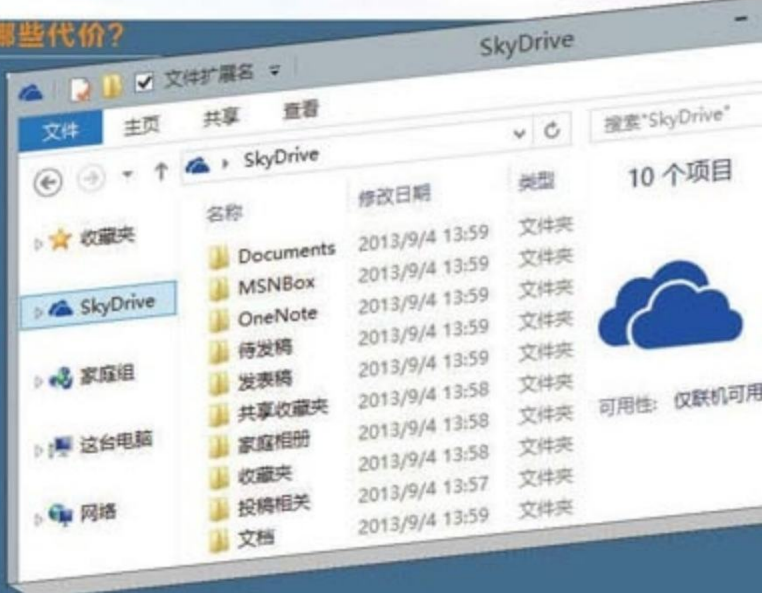 哪些代价?
SkyDrive
文件扩展名
文件 主页 共享 查看
SkyDrive
搜索"SkyDrive"
收藏夹
SkyDrive
家庭组
这台电脑
网络
名称 修改日期 类型
Documents 2013/9/4 13:59 文件夹
MSNBox 2013/9/4 13:59 文件夹
OneNote 2013/9/4 13:59 文件夹
待发稿 2013/9/4 13:59 文件夹
发表稿 2013/9/4 13:59 文件夹
共享收藏夹 2013/9/4 13:58 文件夹
家庭相册 2013/9/4 13:58 文件夹
收藏夹 2013/9/4 13:58 文件夹
投稿相关 2013/9/4 13:57 文件夹
文档 2013/9/4 13:59 文件夹
10 个项目
可用性: 仅联机可用